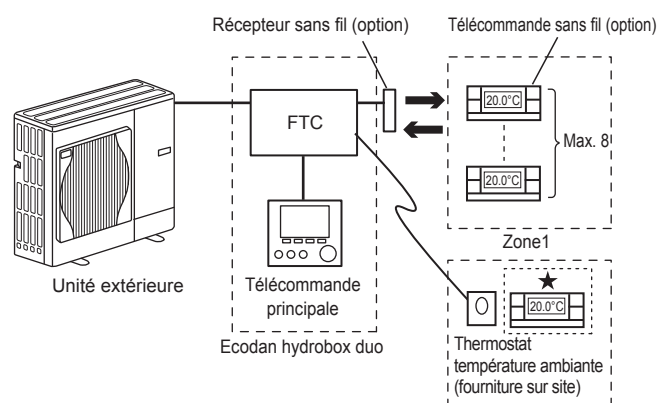 Récepteur sans fil (option)
Télécommande sans fil (option)
FTC
20.0°C
Max. 8
20.0°C
Zone1
Unité extérieure
Télécommande
principale
Ecodan hydrobox duo
★
20.0°C
Thermostat
température ambiante
(fourniture sur site)